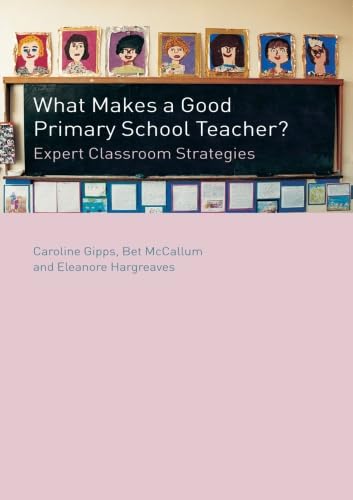 What Makes a Good
Primary School Teacher?
Expert Classroom Strategies
Caroline Gipps, Bet McCallum
and Eleanore Hargreaves